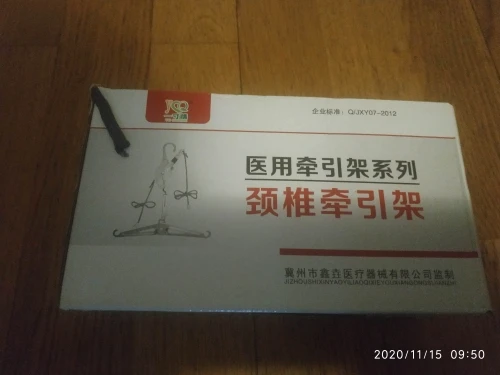 企业标准：Q/JXY07-2012
医用牵引架系列
颈椎牵引架
冀州市鑫垚医疗器械有限公司监制
2020/11/15 09:50